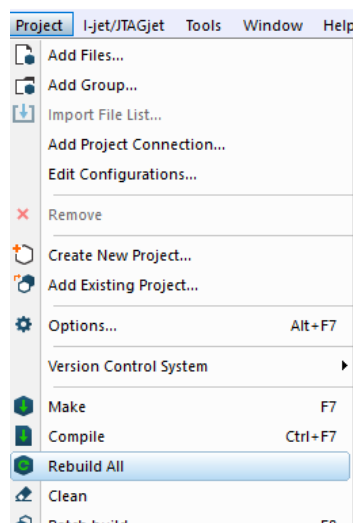 Project I-jet/JTAGjet Tools Window Help
Add Files...
Add Group...
Import File List...
Add Project Connection...
Edit Configurations...
Remove
Create New Project...
Add Existing Project...
Options... Alt+F7
Version Control System
Make F7
Compile Ctrl+F7
Rebuild All
Clean